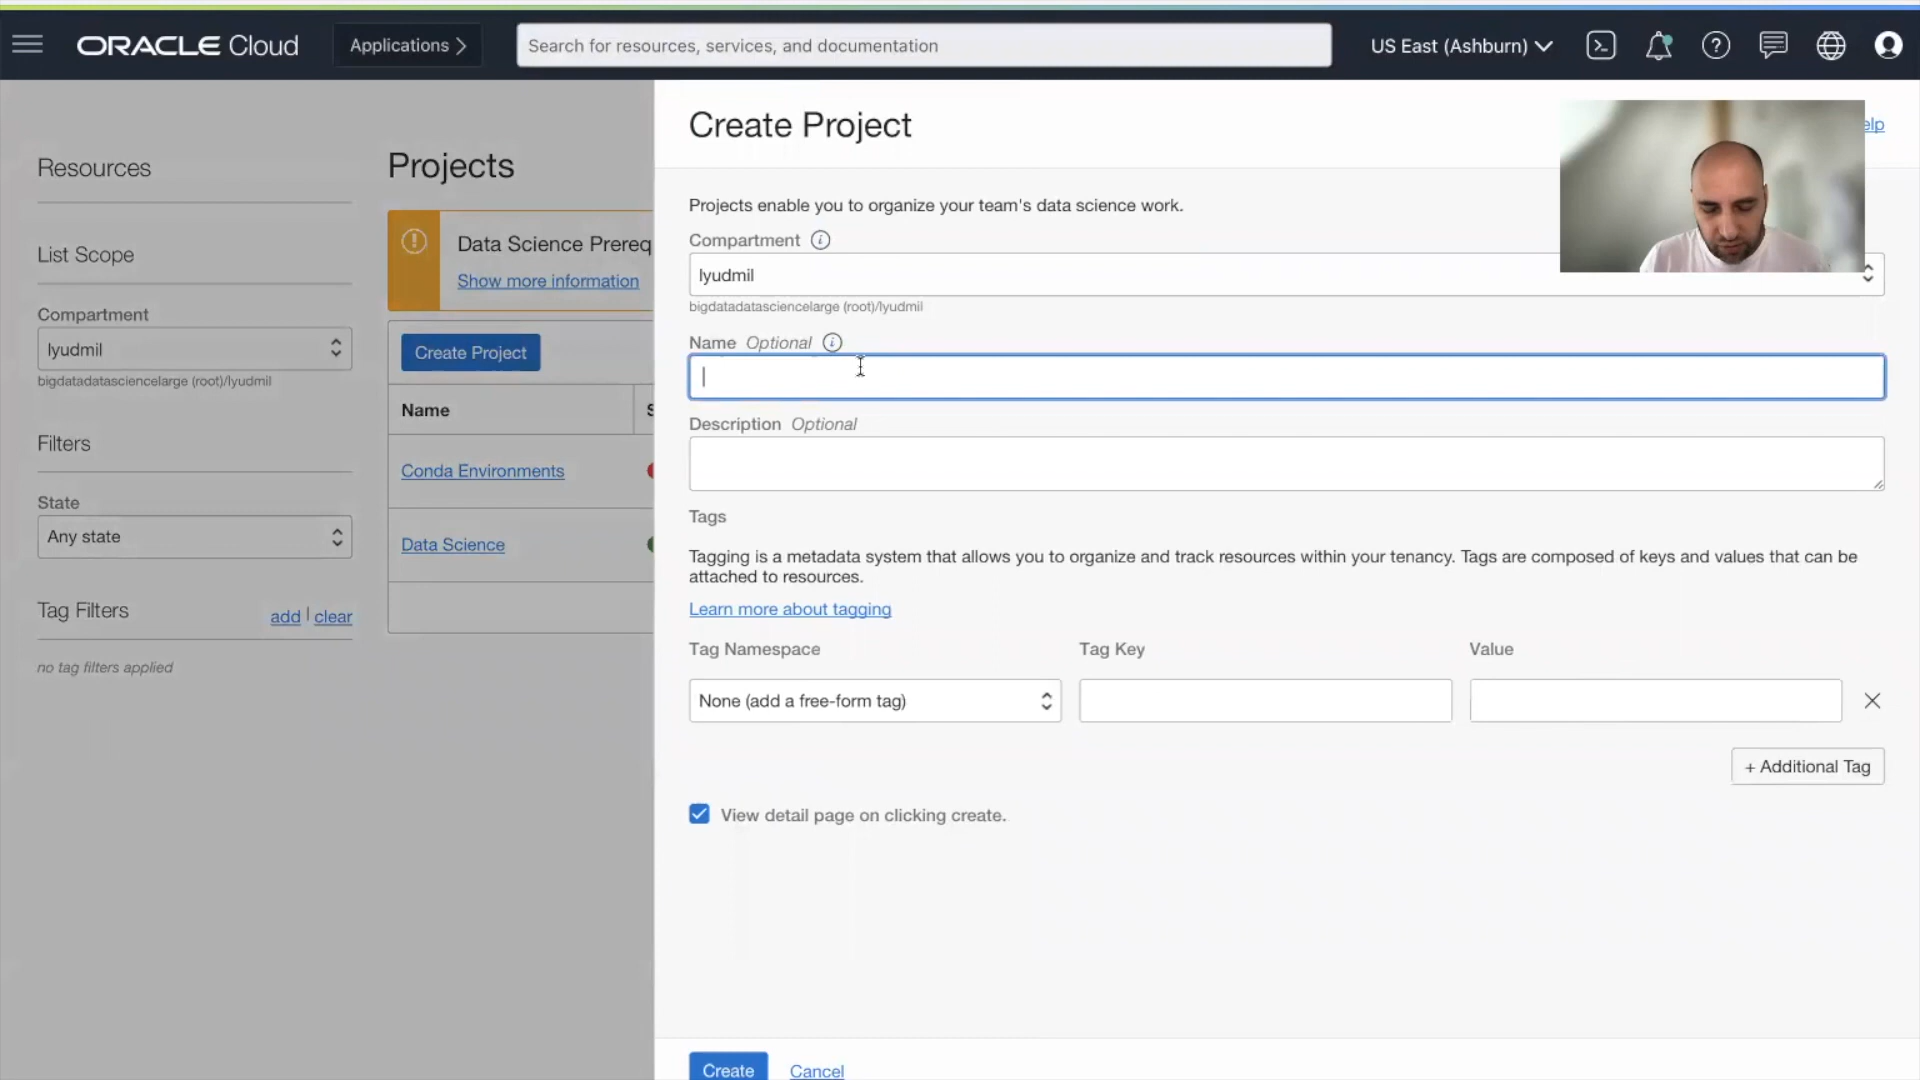 ORACLE Cloud
Applications
Search for resources, services, and documentation
US East (Ashburn)
Resources
List Scope
Compartment
lyudmil
bigdatadatasciencelarge (root)/lyudmil
Filters
State
Any state
Tag Filters
add | clear
no tag filters applied
Projects
Data Science Prereq
Show more information
Create Project
Name
S
Conda Environments
Data Science
Create Project
elp
Projects enable you to organize your team's data science work.
Compartment
lyudmil
bigdatadatasciencelarge (root)/lyudmil
Name Optional
Description Optional
Tags
Tagging is a metadata system that allows you to organize and track resources within your tenancy. Tags are composed of keys and values that can be
attached to resources.
Learn more about tagging
Tag Namespace
Tag Key
Value
None (add a free-form tag)
+ Additional Tag
View detail page on clicking create.
Create
Cancel